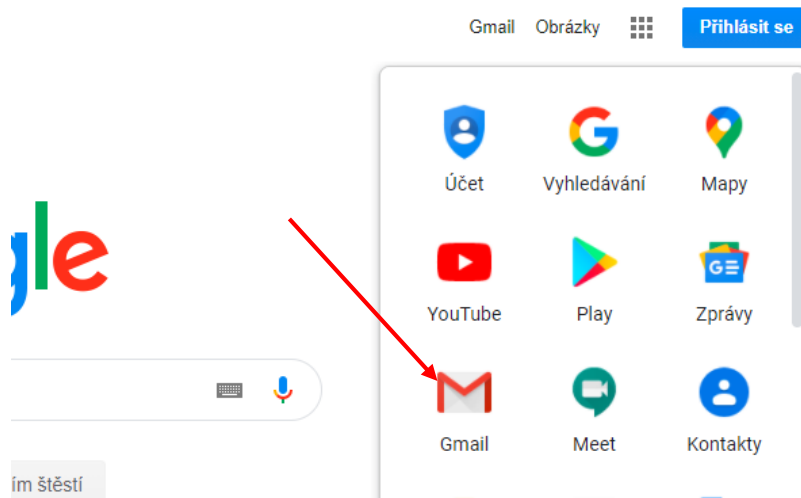 Gmail Obrázky Přihlásit se
Účet Vyhledávání Mapy
gle
YouTube Play Zprávy
Gmail Meet Kontakty
ím štěstí